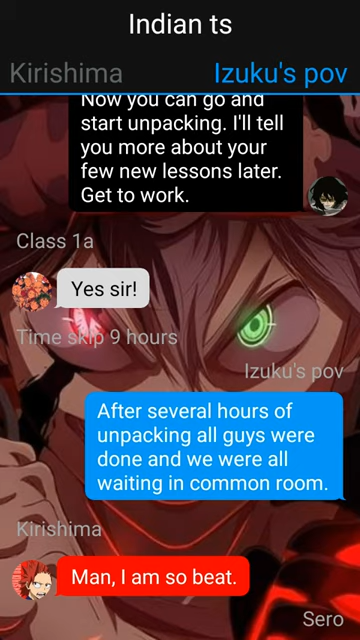 Indian ts
Kirishima
Izuku's pov
Now you can go and
start unpacking. I'll tell
you more about your
few new lessons later.
Get to work.
Class 1a
Yes sir!
Time skip 9 hours
Izuku's pov
After several hours of
unpacking all guys were
done and we were all
waiting in common room.
Kirishima
Man, I am so beat.
Sero